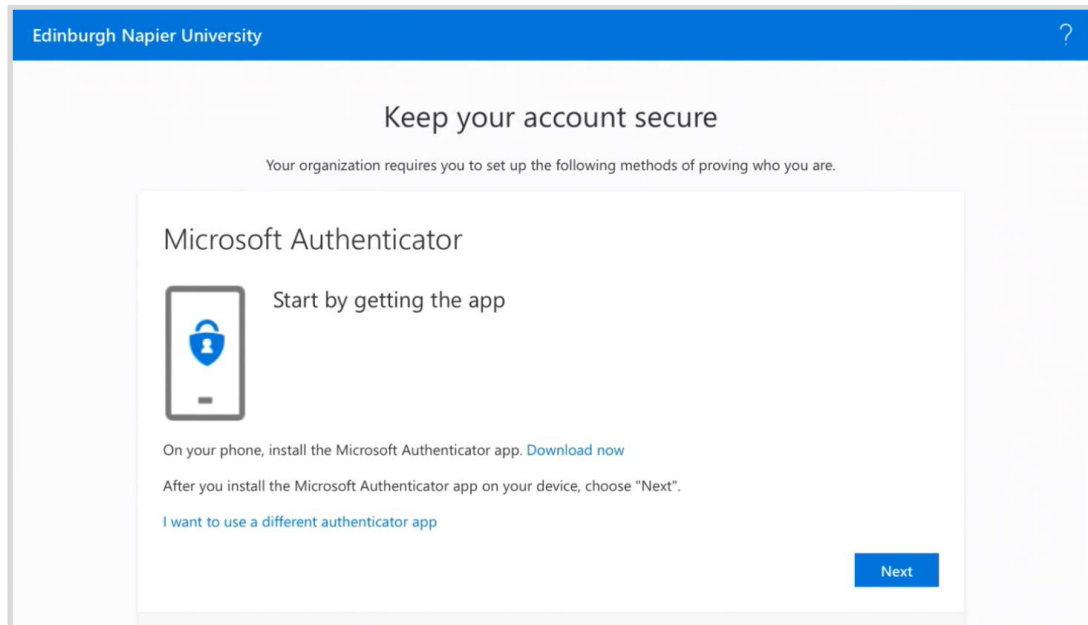 Edinburgh Napier University
?
Keep your account secure
Your organization requires you to set up the following methods of proving who you are.
Microsoft Authenticator
Start by getting the app
On your phone, install the Microsoft Authenticator app. Download now
After you install the Microsoft Authenticator app on your device, choose "Next".
I want to use a different authenticator app
Next